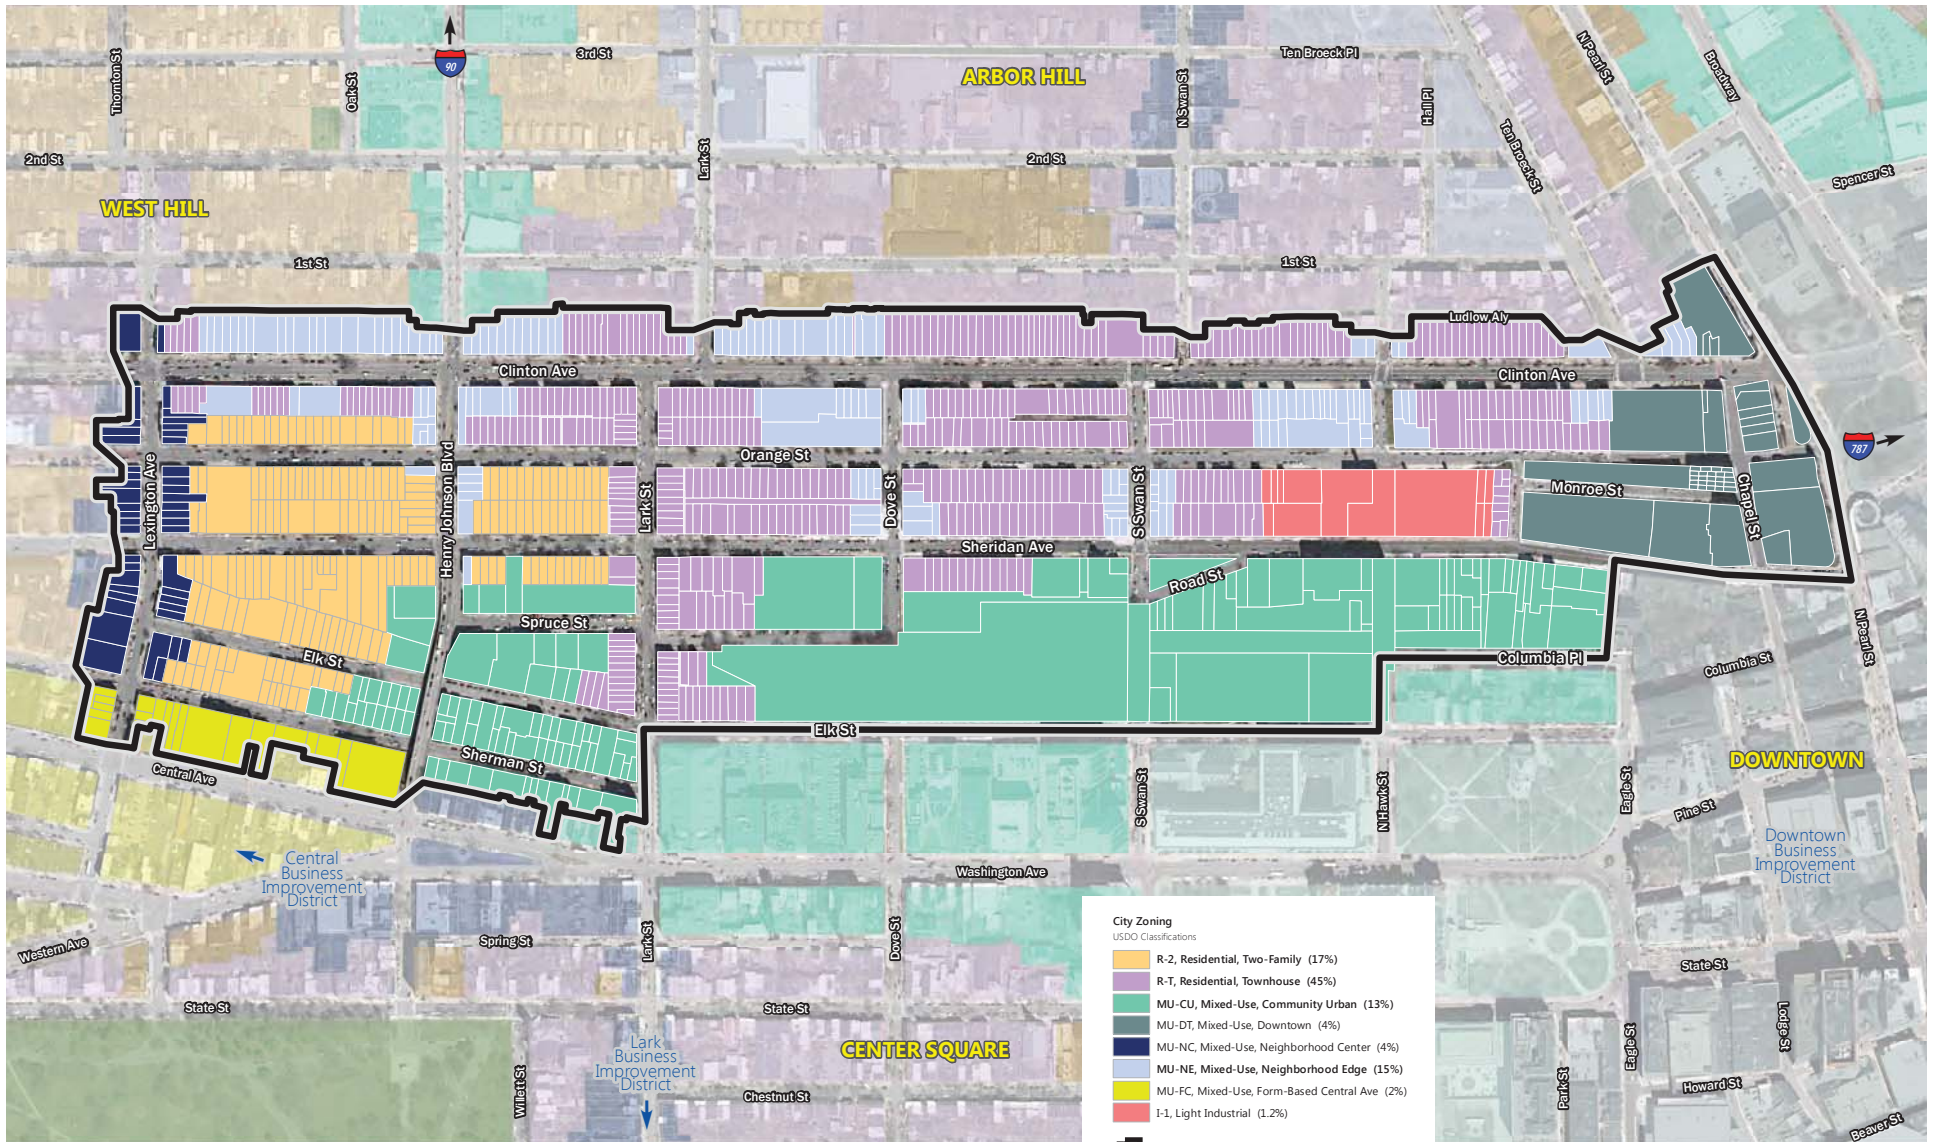 Thornton St
Oak St
90
3rd St
ARBOR HILL
Ten Broeck Pl
N Pearl St
Broadway
N Swan St
Hall Pl
Lark St
Ten Broeck St
2nd St
2nd St
Spencer St
WEST HILL
1st St
1st St
Ludlow Aly
Clinton Ave
Clinton Ave
787
Orange St
Lexington Ave
Henry Johnson Blvd
Lark St
Dove St
S Swan St
Monroe St
Chapel St
Sheridan Ave
Road St
Spruce St
N Pearl St
Elk St
Columbia Pl
Columbia St
Elk St
Sherman St
DOWNTOWN
Central Ave
S Swan St
N Hawk St
Eagle St
Pine St
Downtown
Business
Improvement
District
Central
Business
Improvement
District
Washington Ave
Western Ave
Spring St
Lark St
Dove St
State St
State St
State St
Lodge St
Eagle St
Lark
Business
Improvement
District
CENTER SQUARE
Willett St
Chestnut St
Park St
Howard St
Beaver St
City Zoning
USDO Classifications
R-2, Residential, Two-Family (17%)
R-T, Residential, Townhouse (45%)
MU-CU, Mixed-Use, Community Urban (13%)
MU-DT, Mixed-Use, Downtown (4%)
MU-NC, Mixed-Use, Neighborhood Center (4%)
MU-NE, Mixed-Use, Neighborhood Edge (15%)
MU-FC, Mixed-Use, Form-Based Central Ave (2%)
I-1, Light Industrial (1.2%)